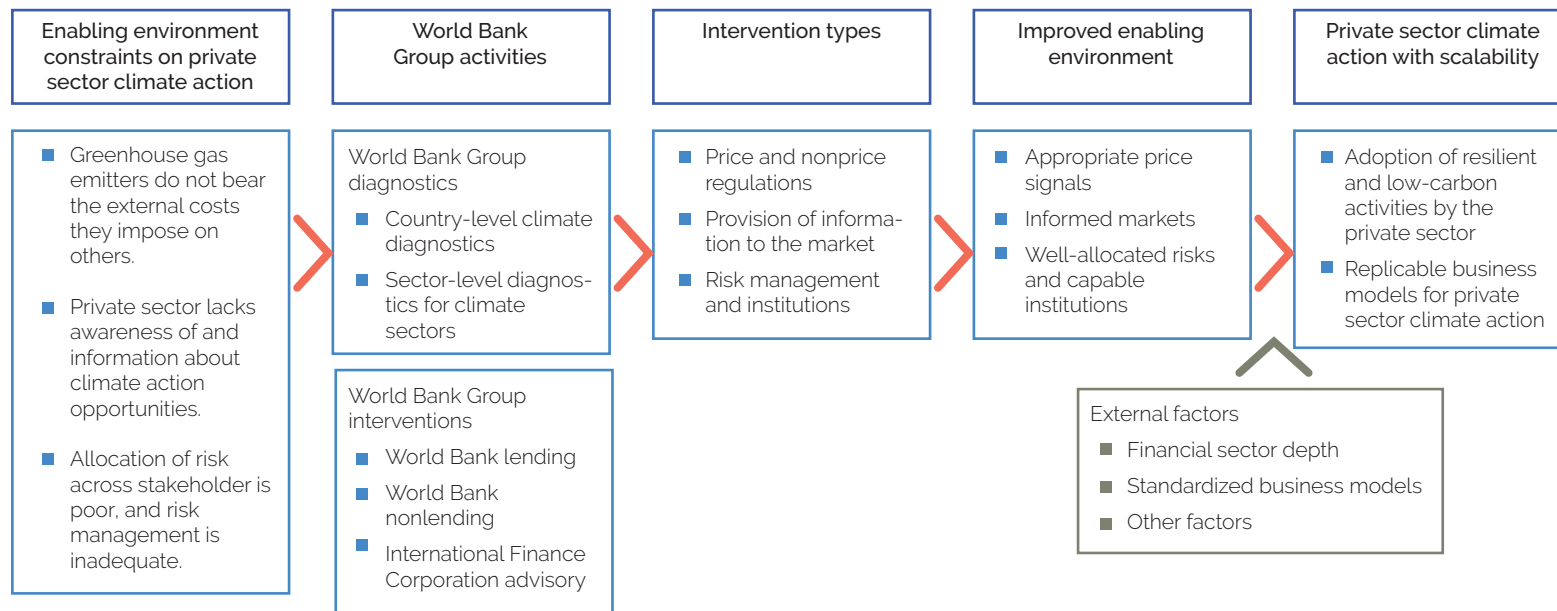 Enabling environment
constraints on private
sector climate action
World Bank
Group activities
Intervention types
Improved enabling
environment
Private sector climate
action with scalability
Greenhouse gas
emitters do not bear
the external costs
they impose on
others.
Private sector lacks
awareness of and
information about
climate action
opportunities.
Allocation of risk
across stakeholder is
poor, and risk
management is
inadequate.
World Bank Group
diagnostics
Country-level climate
diagnostics
Sector-level diagnos-
tics for climate
sectors
World Bank Group
interventions
World Bank lending
World Bank
nonlending
International Finance
Corporation advisory
Price and nonprice
regulations
Provision of informa-
tion to the market
Risk management
and institutions
Appropriate price
signals
Informed markets
Well-allocated risks
and capable
institutions
Adoption of resilient
and low-carbon
activities by the
private sector
Replicable business
models for private
sector climate action
External factors
Financial sector depth
Standardized business models
Other factors